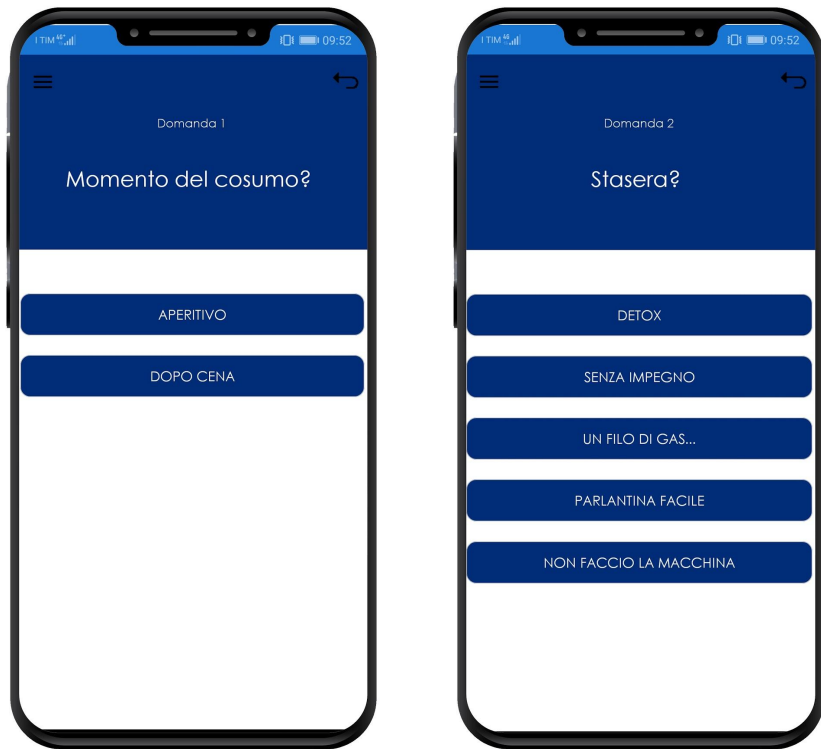 I TIM 09:52
Domanda 1
Momento del cosumo?
APERITIVO
DOPO CENA
I TIM 09:52
Domanda 2
Stasera?
DETOX
SENZA IMPEGNO
UN FILO DI GAS...
PARLANTINA FACILE
NON FACCIO LA MACCHINA